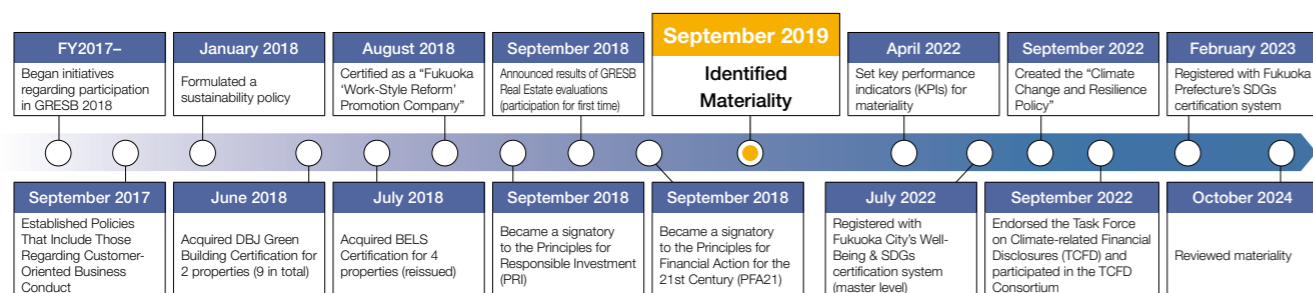 FY2017–
Began initiatives
regarding participation
in GRESB 2018
January 2018
Formulated a
sustainability policy
August 2018
Certified as a “Fukuoka
‘Work-Style Reform’
Promotion Company”
September 2018
Announced results of GRESB
Real Estate evaluations
(participation for first time)
September 2019
Identified
Materiality
April 2022
Set key performance
indicators (KPIs) for
materiality
September 2022
Created the “Climate
Change and Resilience
Policy”
February 2023
Registered with Fukuoka
Prefecture’s SDGs
certification system
September 2017
Established Policies
That Include Those
Regarding Customer-
Oriented Business
Conduct
June 2018
Acquired DBJ Green
Building Certification for
2 properties (9 in total)
July 2018
Acquired BELS
Certification for 4
properties (reissued)
September 2018
Became a signatory
to the Principles for
Responsible Investment
(PRI)
September 2018
Became a signatory
to the Principles for
Financial Action for the
21st Century (PFA21)
July 2022
Registered with
Fukuoka City’s Well-
Being & SDGs
certification system
(master level)
September 2022
Endorsed the Task Force
on Climate-related Financial
Disclosures (TCFD) and
participated in the TCFD
Consortium
October 2024
Reviewed materiality